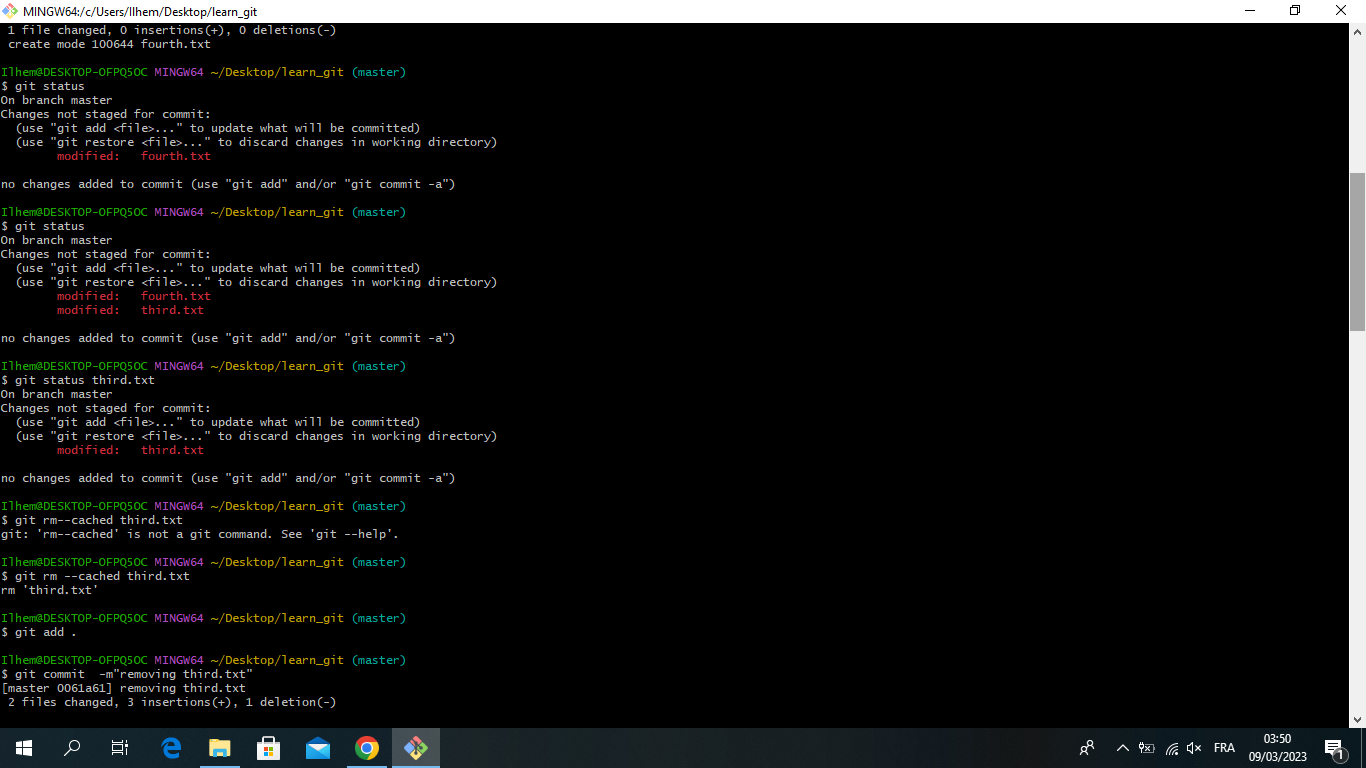 MINGW64:/c/Users/Ilhem/Desktop/learn_git
1 file changed, 0 insertions(+), 0 deletions(-)
create mode 100644 fourth.txt
Ilhem@DESKTOP-OFPQ5OC MINGW64 ~/Desktop/learn_git (master)
$ git status
On branch master
Changes not staged for commit:
(use "git add <file>..." to update what will be committed)
(use "git restore <file>..." to discard changes in working directory)
modified:   fourth.txt
no changes added to commit (use "git add" and/or "git commit -a")
Ilhem@DESKTOP-OFPQ5OC MINGW64 ~/Desktop/learn_git (master)
$ git status
On branch master
Changes not staged for commit:
(use "git add <file>..." to update what will be committed)
(use "git restore <file>..." to discard changes in working directory)
modified:   fourth.txt
modified:   third.txt
no changes added to commit (use "git add" and/or "git commit -a")
Ilhem@DESKTOP-OFPQ5OC MINGW64 ~/Desktop/learn_git (master)
$ git status third.txt
On branch master
Changes not staged for commit:
(use "git add <file>..." to update what will be committed)
(use "git restore <file>..." to discard changes in working directory)
modified:   third.txt
no changes added to commit (use "git add" and/or "git commit -a")
Ilhem@DESKTOP-OFPQ5OC MINGW64 ~/Desktop/learn_git (master)
$ git rm--cached third.txt
git: 'rm--cached' is not a git command. See 'git --help'.
Ilhem@DESKTOP-OFPQ5OC MINGW64 ~/Desktop/learn_git (master)
$ git rm --cached third.txt
rm 'third.txt'
Ilhem@DESKTOP-OFPQ5OC MINGW64 ~/Desktop/learn_git (master)
$ git add .
Ilhem@DESKTOP-OFPQ5OC MINGW64 ~/Desktop/learn_git (master)
$ git commit  -m"removing third.txt"
[master 0061a61] removing third.txt
2 files changed, 3 insertions(+), 1 deletion(-)
FRA
03:50
09/03/2023
1